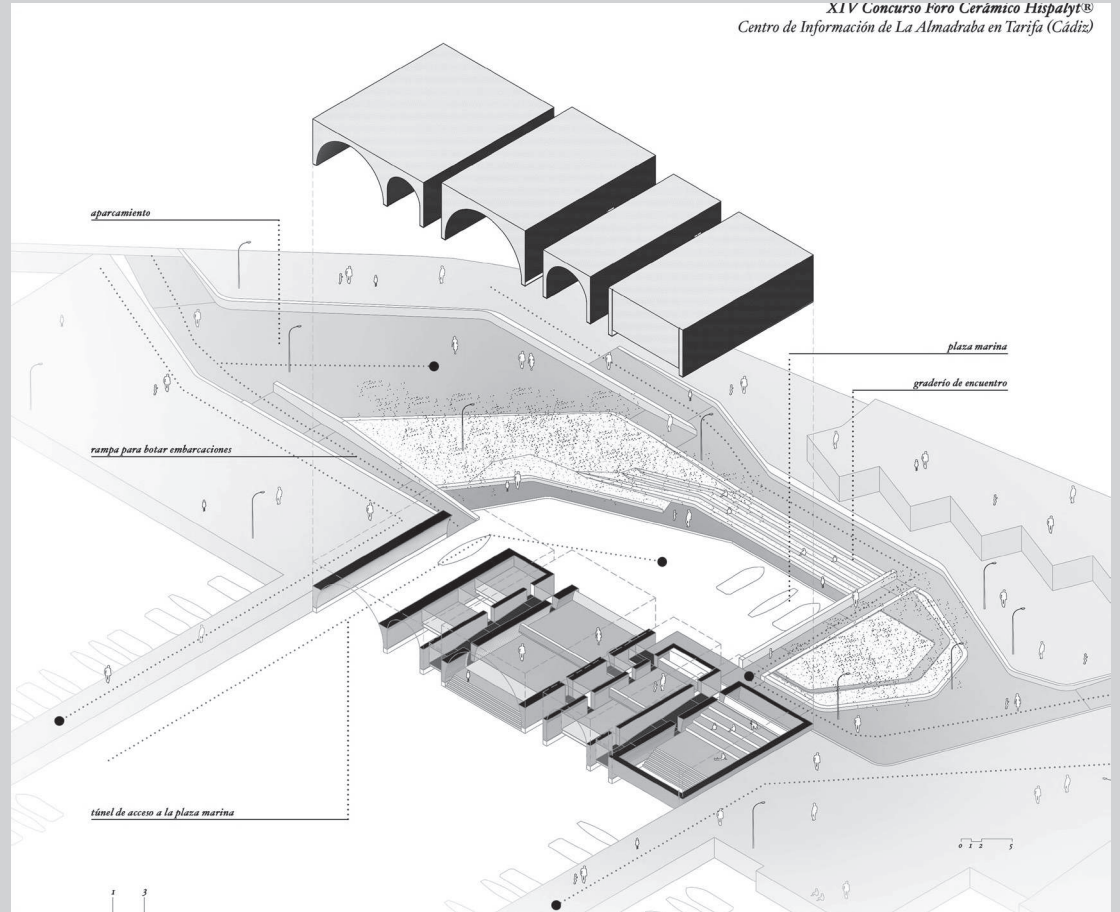 XIV Concurso Foro Cerámico Hispalyt®
Centro de Información de La Almadraba en Tarifa (Cádiz)
aparcamiento
plaza marina
graderío de encuentro
rampa para botar embarcaciones
túnel de acceso a la plaza marina
0 1 2 5
1 3